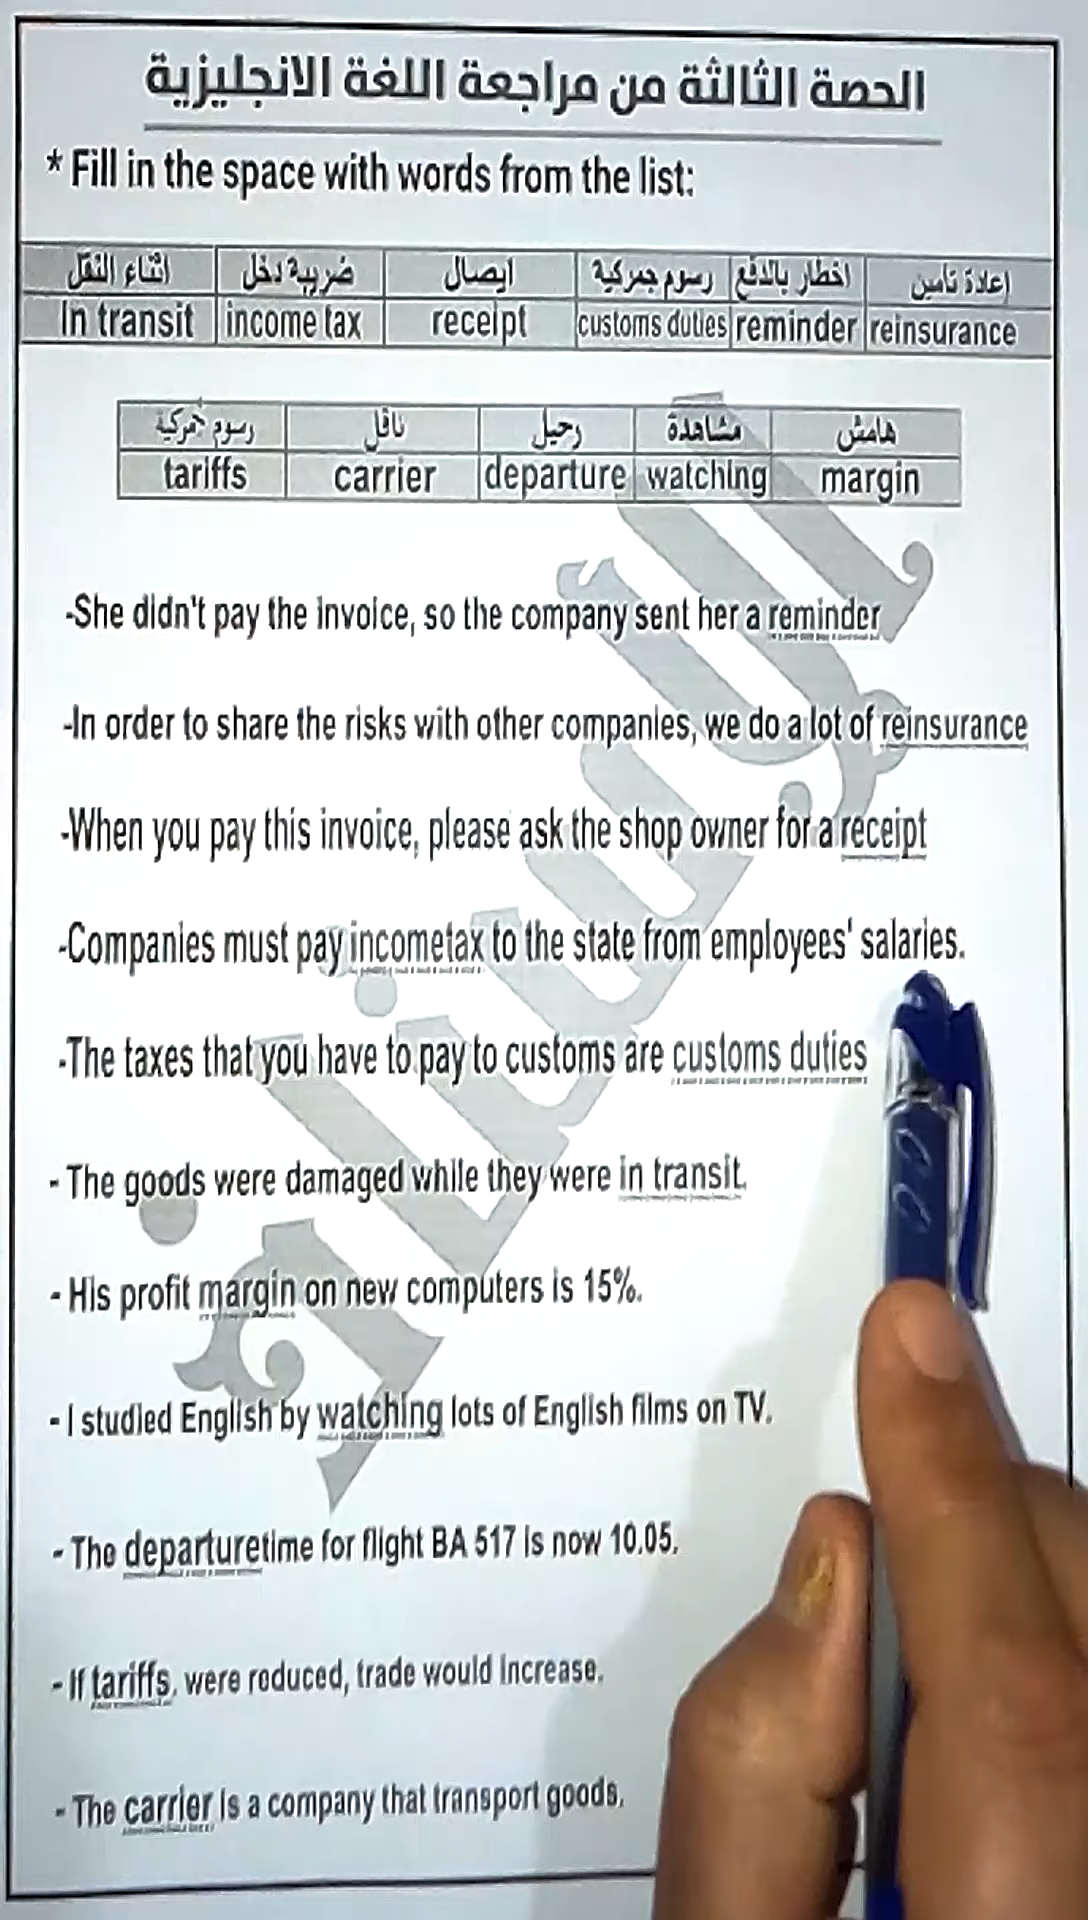 الحصة الثالثة من مراجعة اللغة الانجليزية
* Fill in the space with words from the list:
اثناء النقل ضريبة دخل ايصال رسوم جمركية اخطار بالدفع إعادة تأمين
In transit income tax receipt customs duties reminder reinsurance
رسوم جمركية ناقل رحيل مشاهدة هامش
tariffs carrier departure watching margin
-She didn't pay the invoice, so the company sent her a reminder
-In order to share the risks with other companies, we do a lot of reinsurance
-When you pay this invoice, please ask the shop owner for a receipt
-Companies must pay incometax to the state from employees' salaries.
-The taxes that you have to pay to customs are customs duties
- The goods were damaged while they were in transit.
- His profit margin on new computers is 15%.
- I studied English by watching lots of English films on TV.
- The departuretime for flight BA 517 is now 10.05.
- If tariffs. were reduced, trade would increase.
- The carrier is a company that transport goods.